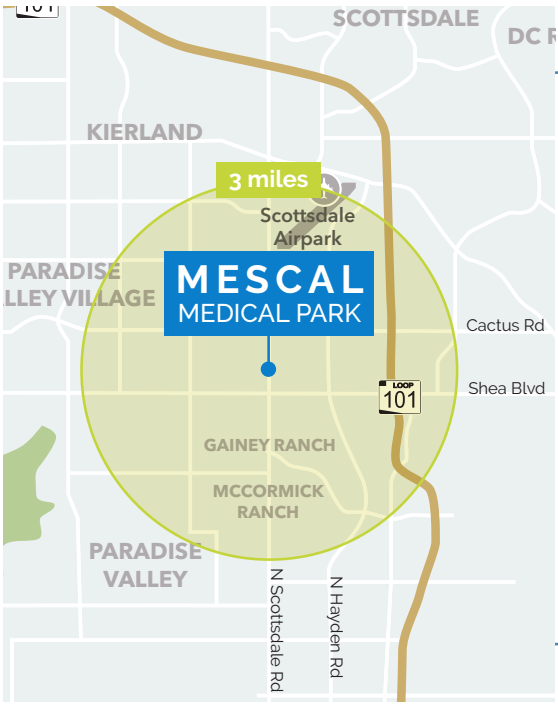 101
SCOTTSDALE
DC R
KIERLAND
3 miles
Scottsdale
Airpark
PARADISE
LLEY VILLAGE
MESCAL
MEDICAL PARK
Cactus Rd
Shea Blvd
LOOP
101
GAINEY RANCH
MCCORMICK
RANCH
PARADISE
VALLEY
N Scottsdale Rd
N Hayden Rd